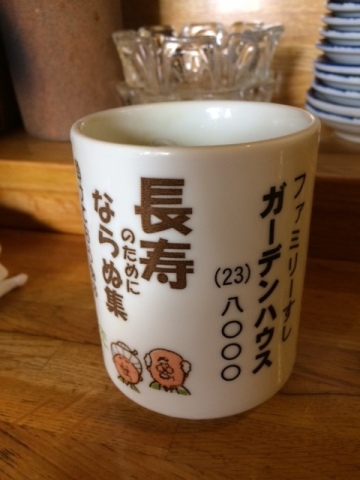 ファミリーずし
ガーデンハウス
(23)八〇〇〇
長寿
のために
ならぬ集